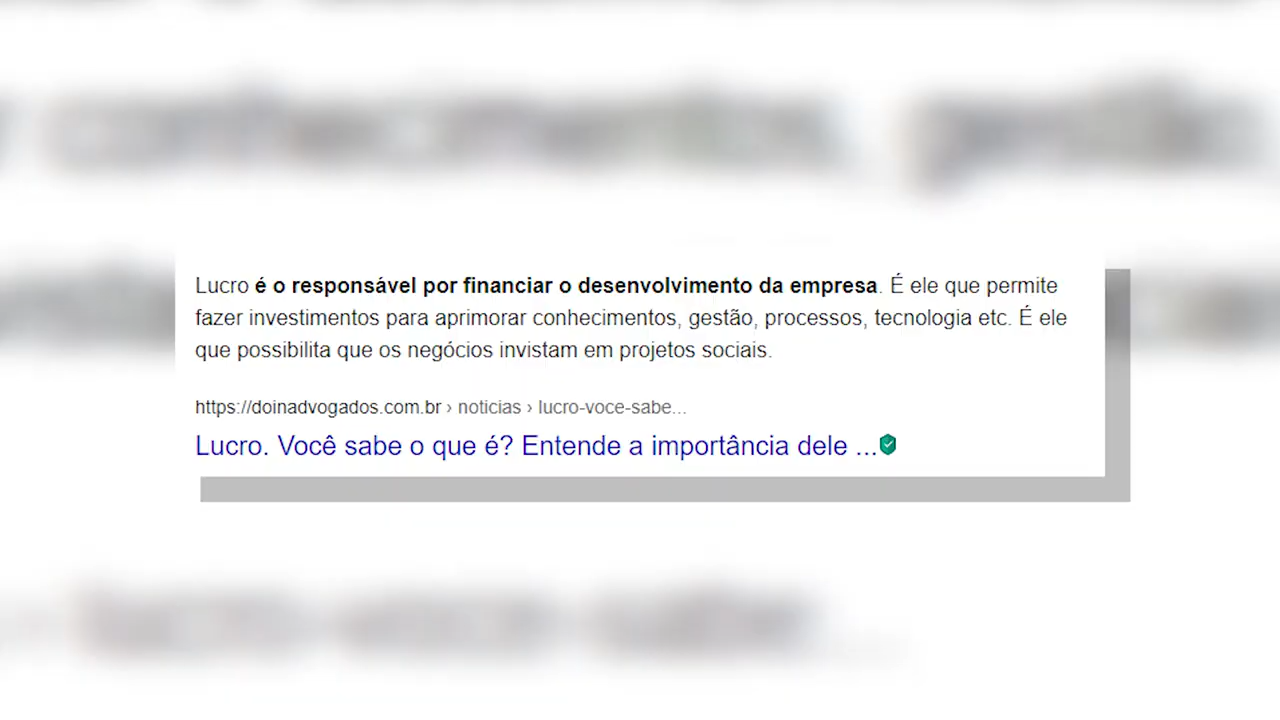 Lucro é o responsável por financiar o desenvolvimento da empresa. É ele que permite
fazer investimentos para aprimorar conhecimentos, gestão, processos, tecnologia etc. É ele
que possibilita que os negócios invistam em projetos sociais.
https://doinadvogados.com.br › noticias › lucro-voce-sabe...
Lucro. Você sabe o que é? Entende a importância dele ...